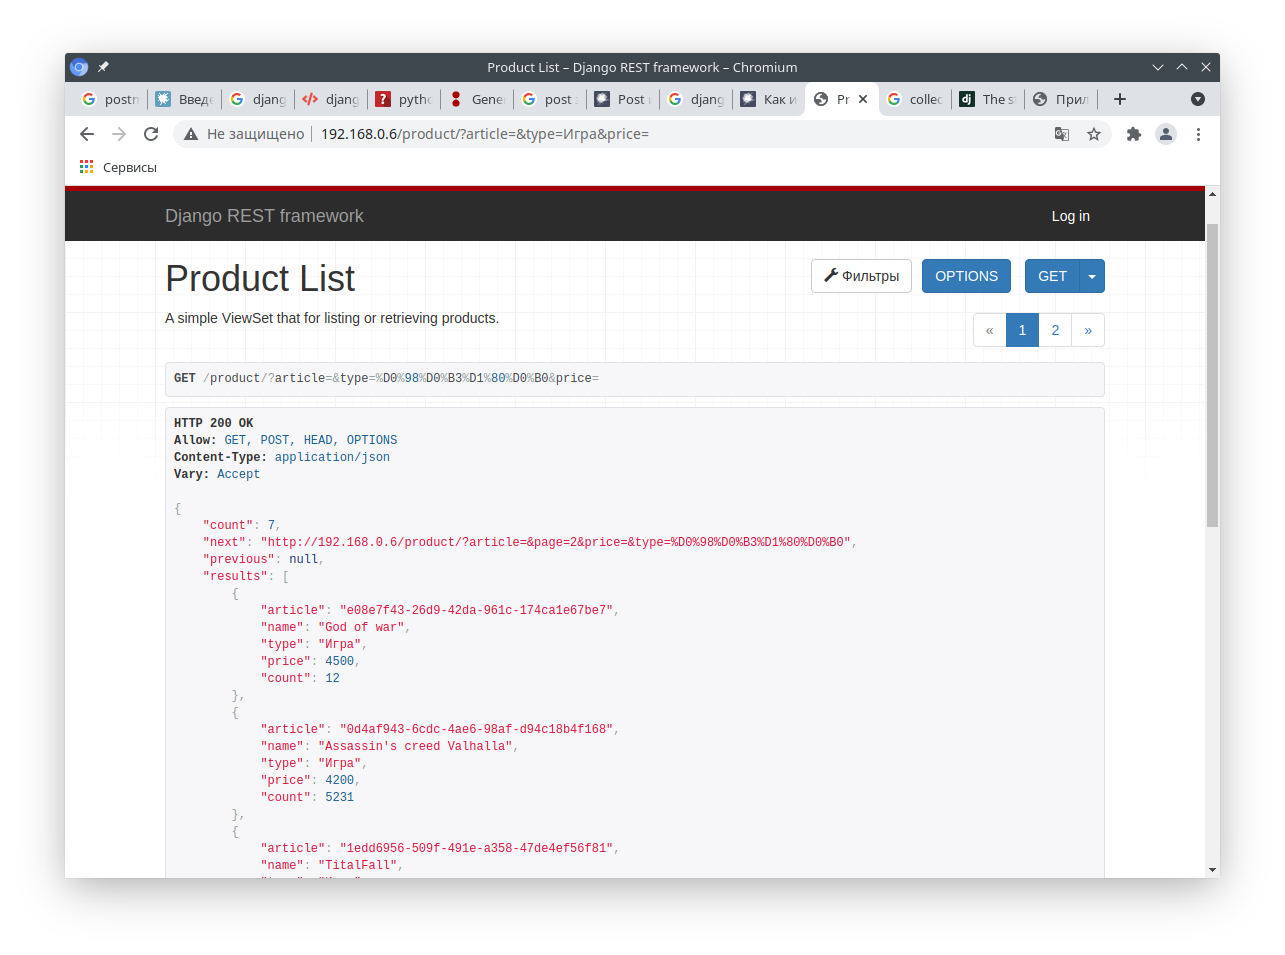 Product List – Django REST framework – Chromium
postm Введе djang djang pytho Gener post з Post и djang Как и Pr collec The st Прил
Не защищено 192.168.0.6/product/?article=&type=Игра&price=
Сервисы
Django REST framework Log in
Product List Фильтры OPTIONS GET
A simple ViewSet that for listing or retrieving products.
« 1 2 »
GET /product/?article=&type=%D0%98%D0%B3%D1%80%D0%B0&price=
HTTP 200 OK
Allow: GET, POST, HEAD, OPTIONS
Content-Type: application/json
Vary: Accept
{
"count": 7,
"next": "http://192.168.0.6/product/?article=&page=2&price=&type=%D0%98%D0%B3%D1%80%D0%B0",
"previous": null,
"results": [
{
"article": "e08e7f43-26d9-42da-961c-174ca1e67be7",
"name": "God of war",
"type": "Игра",
"price": 4500,
"count": 12
},
{
"article": "0d4af943-6cdc-4ae6-98af-d94c18b4f168",
"name": "Assassin's creed Valhalla",
"type": "Игра",
"price": 4200,
"count": 5231
},
{
"article": "1edd6956-509f-491e-a358-47de4ef56f81",
"name": "TitalFall",